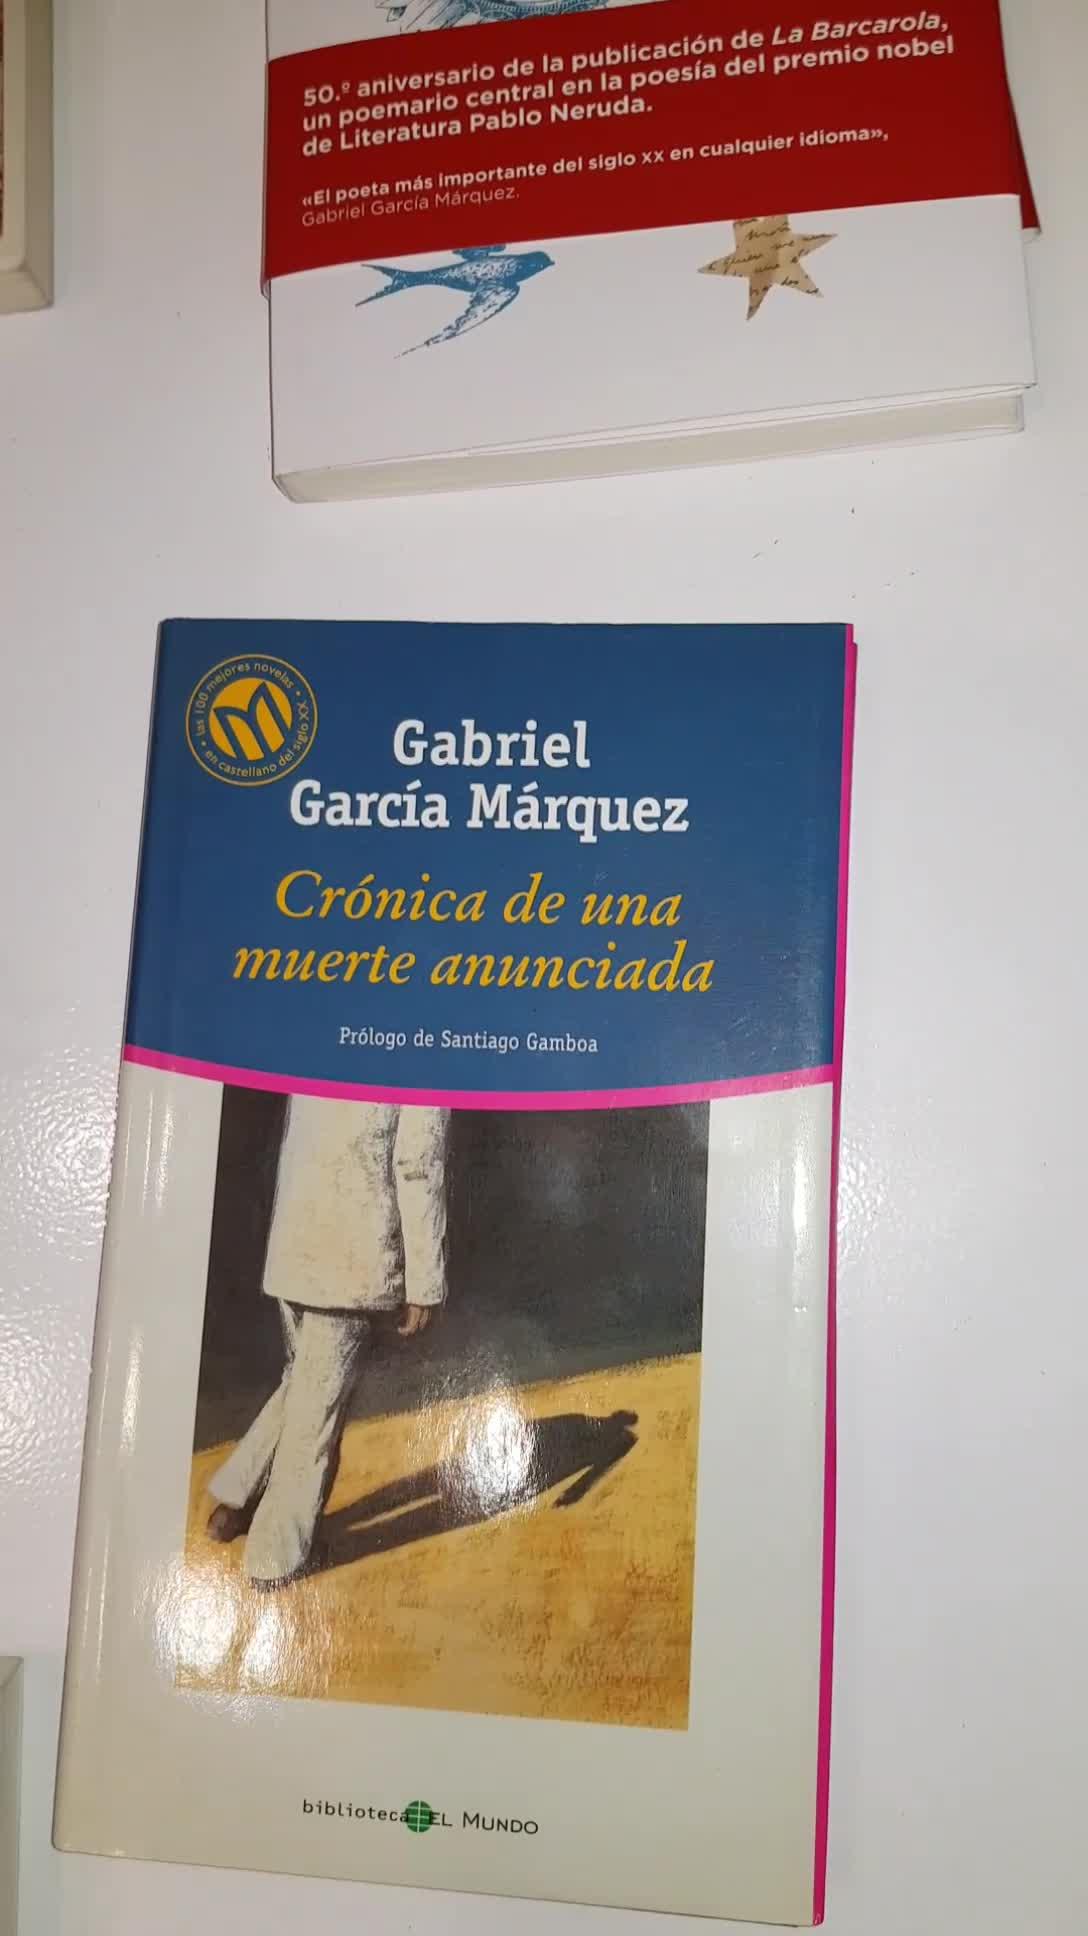 50.º aniversario de la publicación de La Barcarola,
un poemario central en la poesía del premio nobel
de Literatura Pablo Neruda.
«El poeta más importante del siglo XX en cualquier idioma»,
Gabriel García Márquez.
las 100 mejores novelas • en castellano del siglo XX •
Gabriel
García Márquez
Crónica de una
muerte anunciada
Prólogo de Santiago Gamboa
biblioteca EL MUNDO